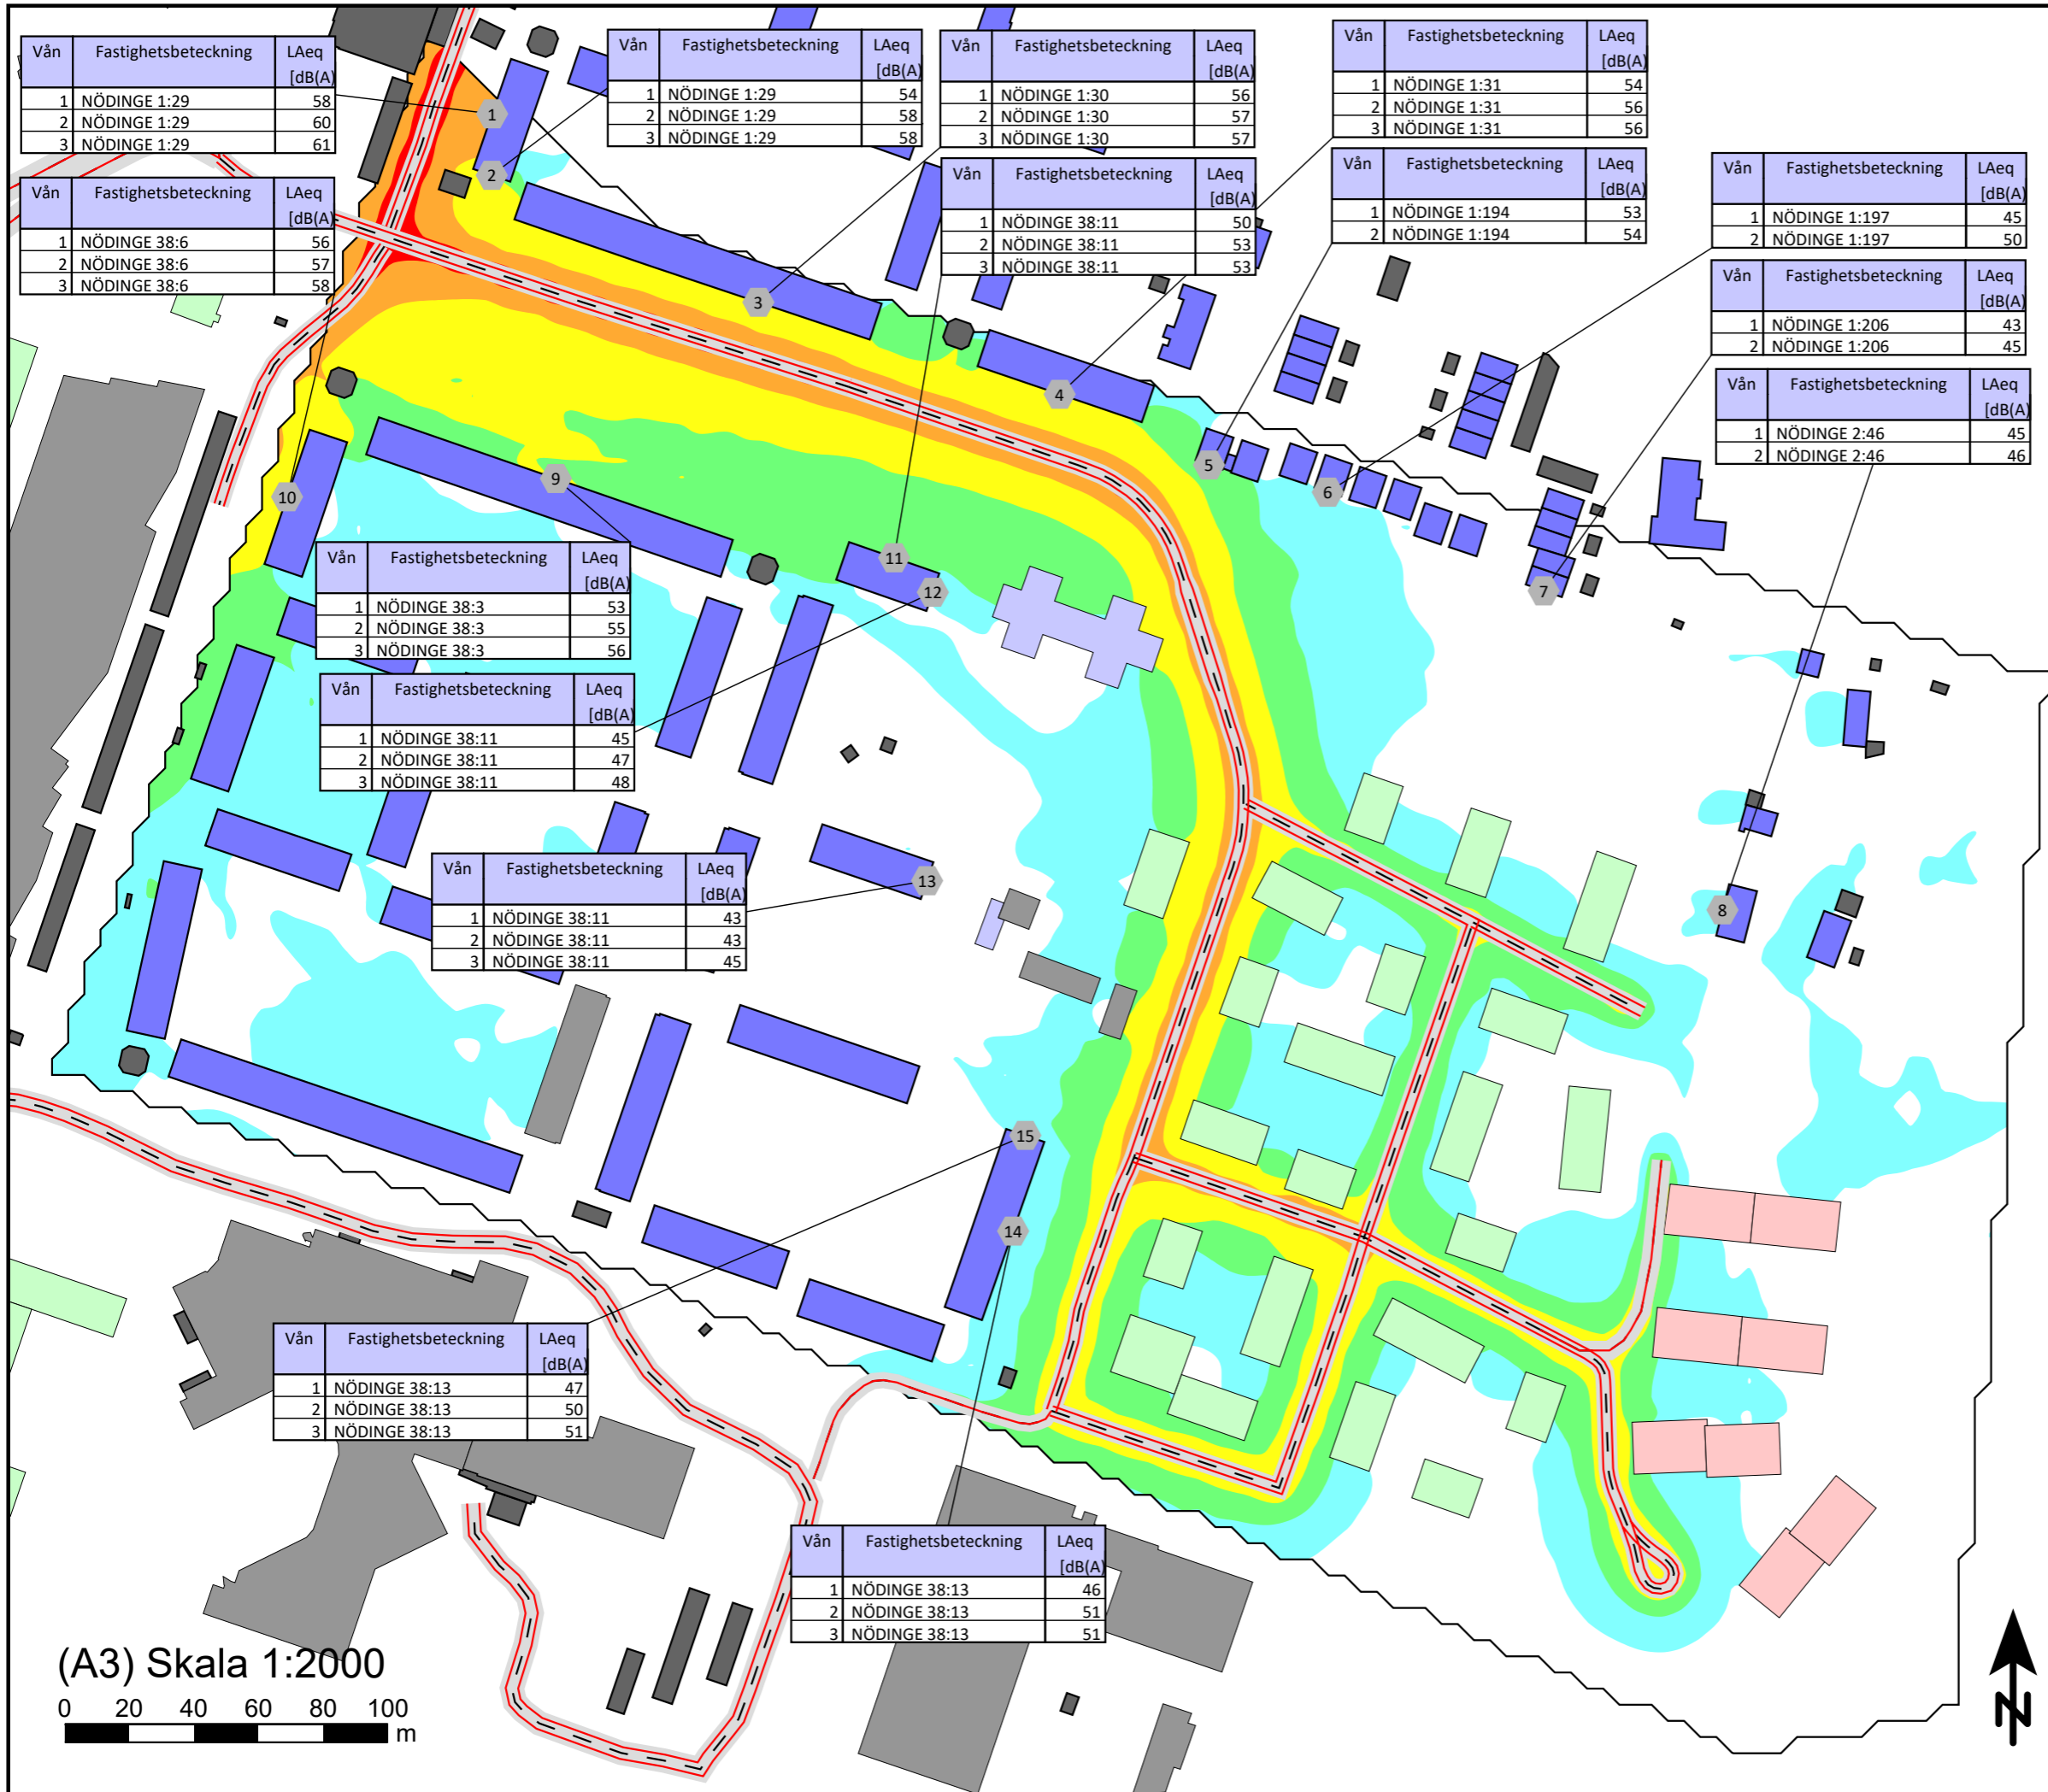 Vån Fastighetsbeteckning LAeq
[dB(A)
1 NÖDINGE 1:29 58
2 NÖDINGE 1:29 60
3 NÖDINGE 1:29 61
Vån Fastighetsbeteckning LAeq
[dB(A)
1 NÖDINGE 1:29 54
2 NÖDINGE 1:29 58
3 NÖDINGE 1:29 58
Vån Fastighetsbeteckning LAeq
[dB(A)
1 NÖDINGE 1:30 56
2 NÖDINGE 1:30 57
3 NÖDINGE 1:30 57
Vån Fastighetsbeteckning LAeq
[dB(A)
1 NÖDINGE 1:31 54
2 NÖDINGE 1:31 56
3 NÖDINGE 1:31 56
Vån Fastighetsbeteckning LAeq
[dB(A)
1 NÖDINGE 38:6 56
2 NÖDINGE 38:6 57
3 NÖDINGE 38:6 58
Vån Fastighetsbeteckning LAeq
[dB(A)
1 NÖDINGE 38:11 50
2 NÖDINGE 38:11 53
3 NÖDINGE 38:11 53
Vån Fastighetsbeteckning LAeq
[dB(A)
1 NÖDINGE 1:194 53
2 NÖDINGE 1:194 54
Vån Fastighetsbeteckning LAeq
[dB(A)
1 NÖDINGE 1:197 45
2 NÖDINGE 1:197 50
Vån Fastighetsbeteckning LAeq
[dB(A)
1 NÖDINGE 1:206 43
2 NÖDINGE 1:206 45
Vån Fastighetsbeteckning LAeq
[dB(A)
1 NÖDINGE 2:46 45
2 NÖDINGE 2:46 46
1
2
3
4
5
6
7
8
9
10
11
12
Vån Fastighetsbeteckning LAeq
[dB(A)
1 NÖDINGE 38:3 53
2 NÖDINGE 38:3 55
3 NÖDINGE 38:3 56
Vån Fastighetsbeteckning LAeq
[dB(A)
1 NÖDINGE 38:11 45
2 NÖDINGE 38:11 47
3 NÖDINGE 38:11 48
Vån Fastighetsbeteckning LAeq
[dB(A)
1 NÖDINGE 38:11 43
2 NÖDINGE 38:11 43
3 NÖDINGE 38:11 45
13
15
14
Vån Fastighetsbeteckning LAeq
[dB(A)
1 NÖDINGE 38:13 47
2 NÖDINGE 38:13 50
3 NÖDINGE 38:13 51
Vån Fastighetsbeteckning LAeq
[dB(A)
1 NÖDINGE 38:13 46
2 NÖDINGE 38:13 51
3 NÖDINGE 38:13 51
(A3) Skala 1:2000
0 20 40 60 80 100
m
N